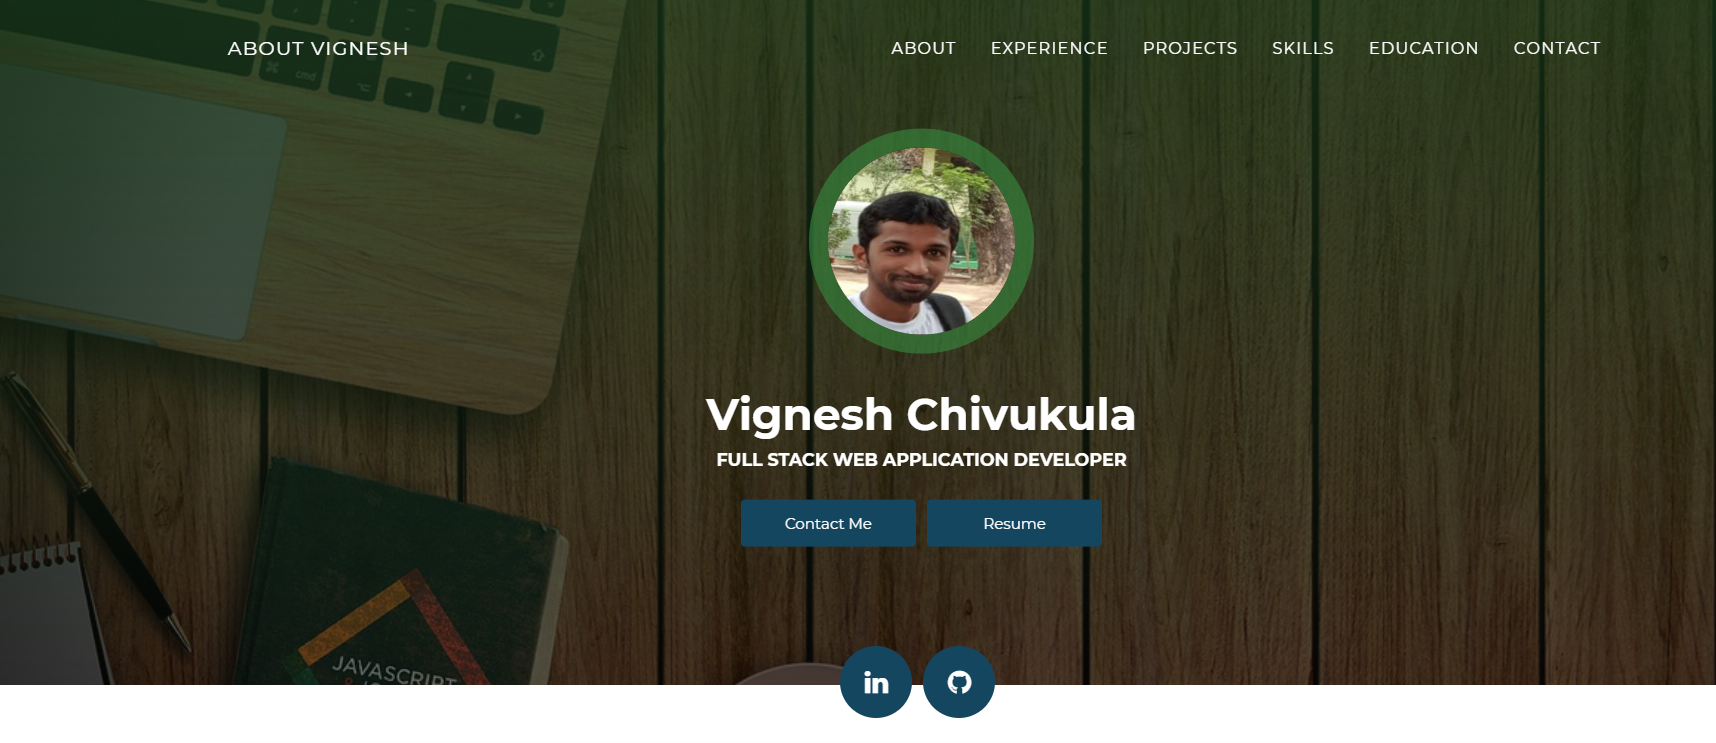 ABOUT VIGNESH
ABOUT
EXPERIENCE
PROJECTS
SKILLS
EDUCATION
CONTACT
cmd
Vignesh Chivukula
FULL STACK WEB APPLICATION DEVELOPER
Contact Me
Resume
JAVASCRIPT
in